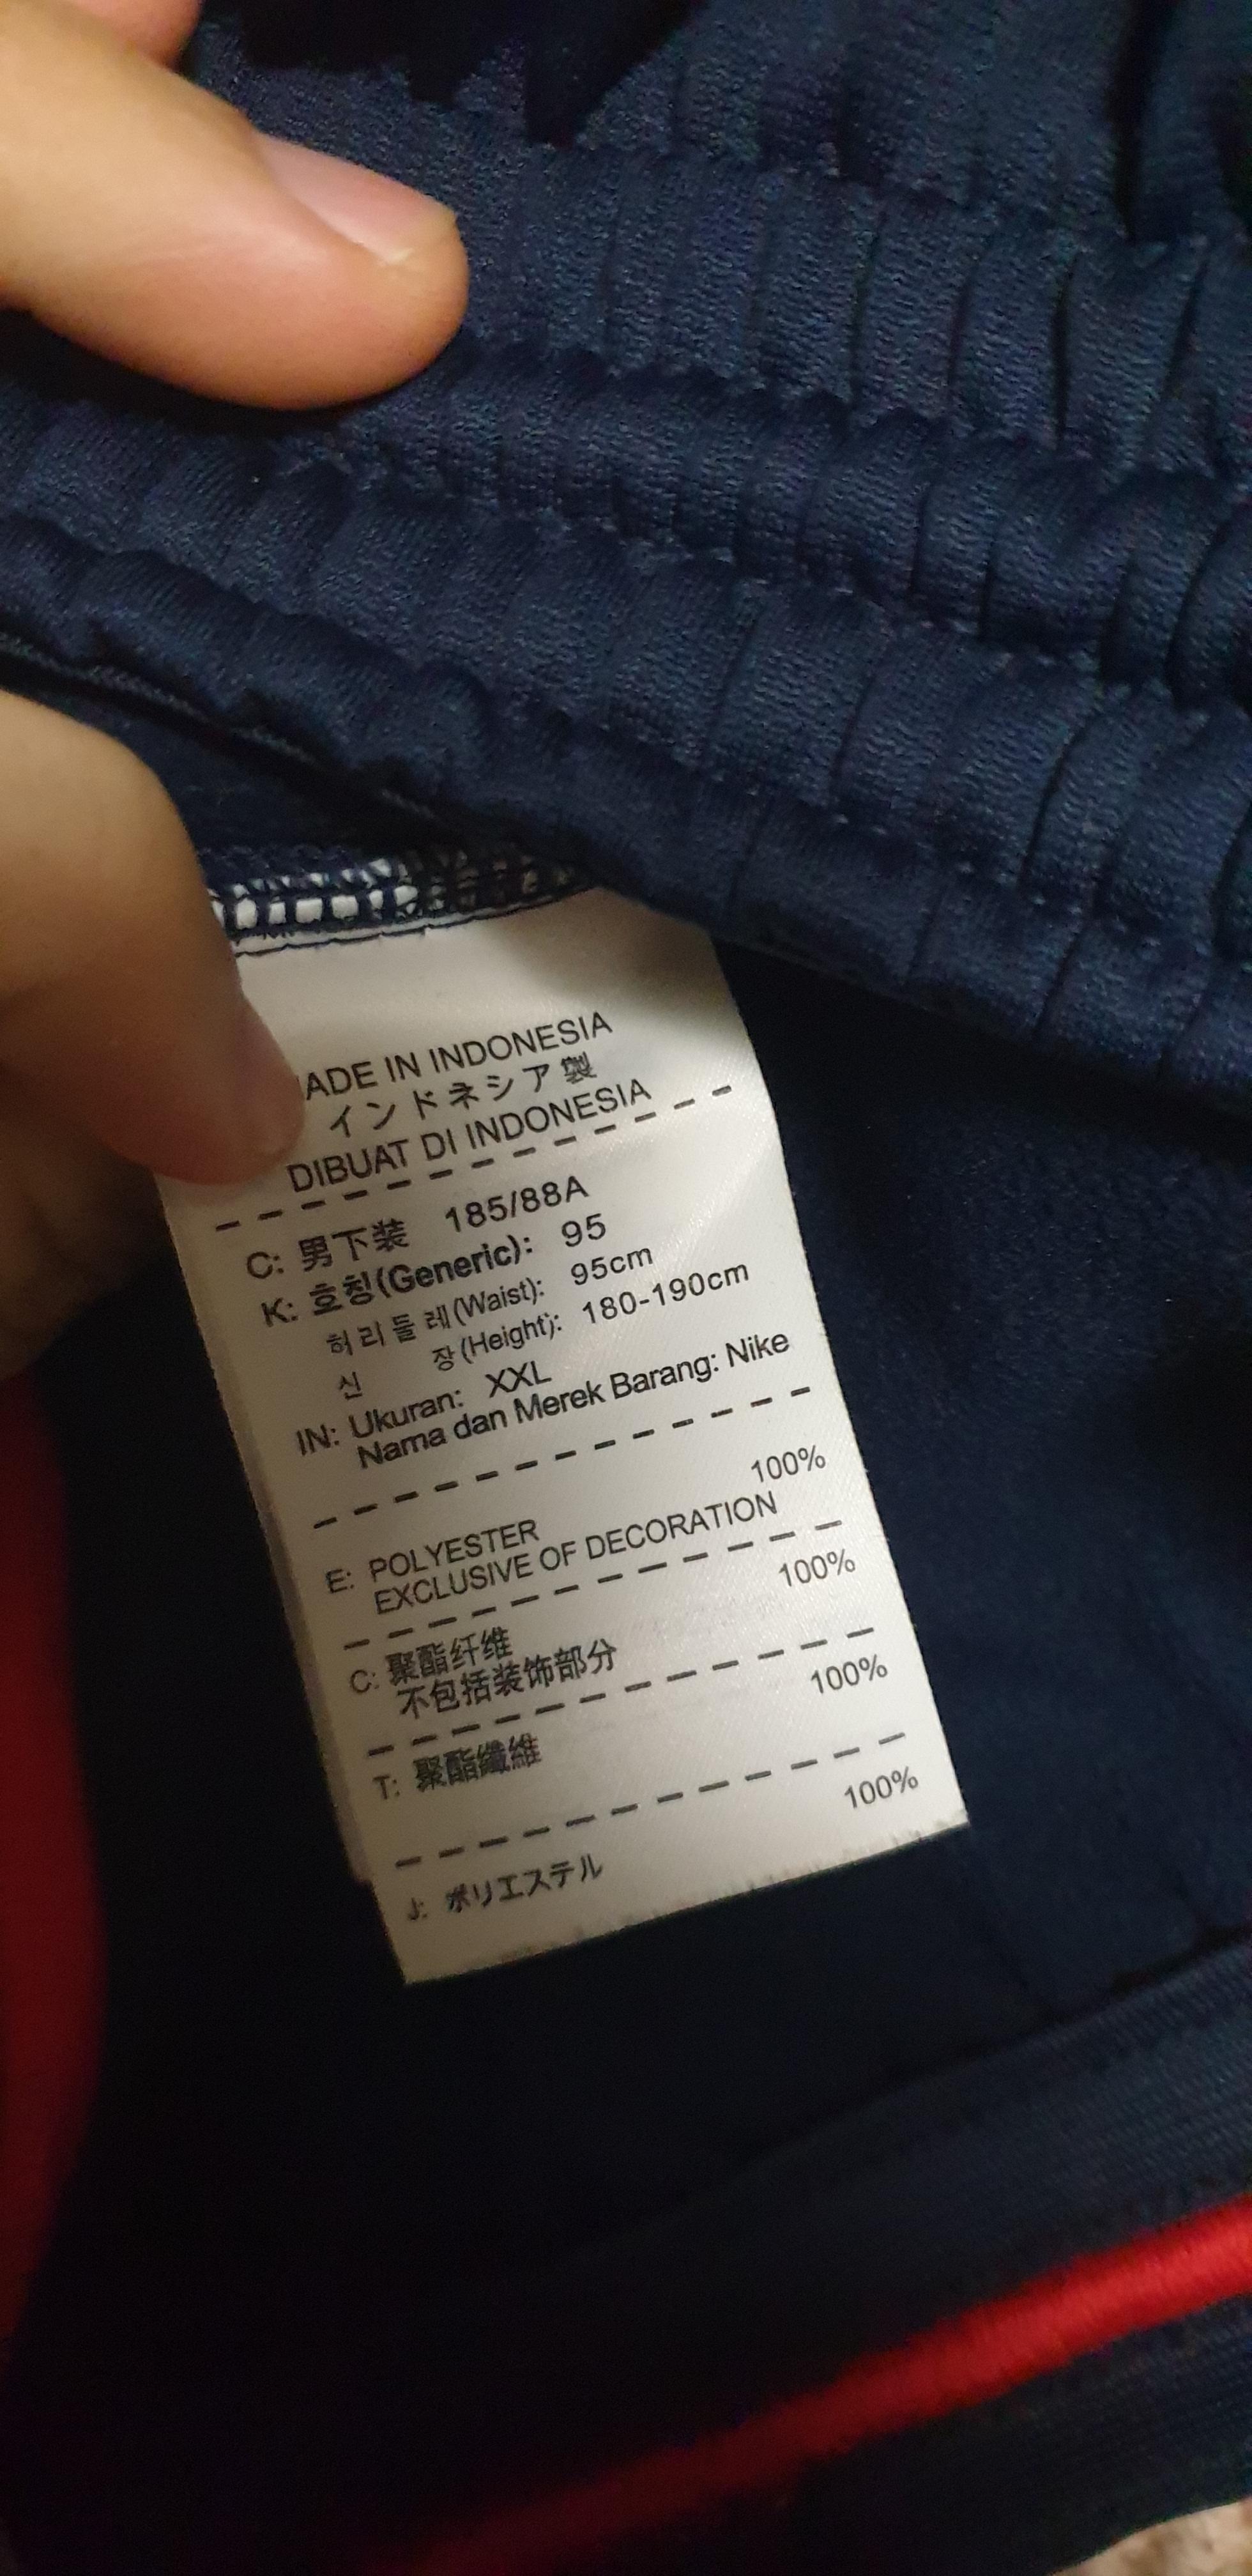 ADE IN INDONESIA
インドネシア製
DIBUAT DI INDONESIA
C: 男下装 185/88A
K: 호칭(Generic): 95
허리둘레(Waist): 95cm
신 장(Height): 180-190cm
IN: Ukuran: XXL
Nama dan Merek Barang: Nike
100%
E: POLYESTER
EXCLUSIVE OF DECORATION
100%
C: 聚酯纤维
不包括装饰部分
100%
T: 聚酯纖維
100%
J: ポリエステル